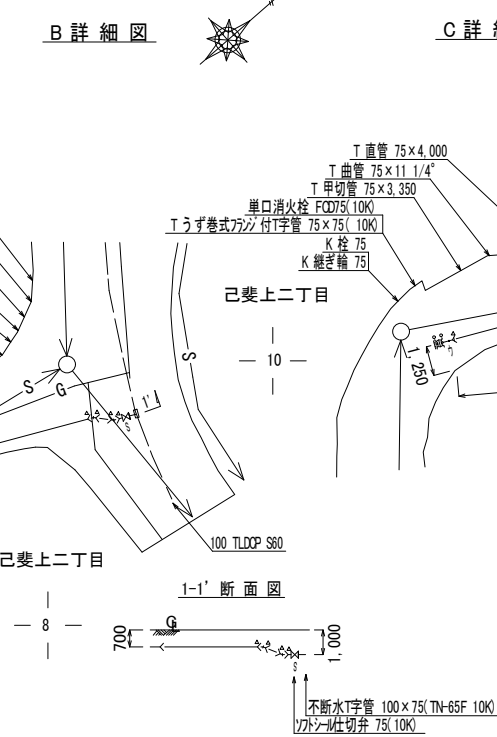 B 詳 細 図
C 詳
T 直管 75×4,000
T 曲管 75×11 1/4°
T 甲切管 75×3,350
単口消火栓 FCD75(10K)
T うず巻式フランジ付T字管 75×75(10K)
K 栓 75
K 継ぎ輪 75
己斐上二丁目
10
1,250
ウ
S
S
G
1'
S
100 TLDCP S60
己斐上二丁目
8
1-1' 断 面 図
GL
700
1,000
S
不断水T字管 100×75(TN-65F 10K)
ソフトシール仕切弁 75(10K)